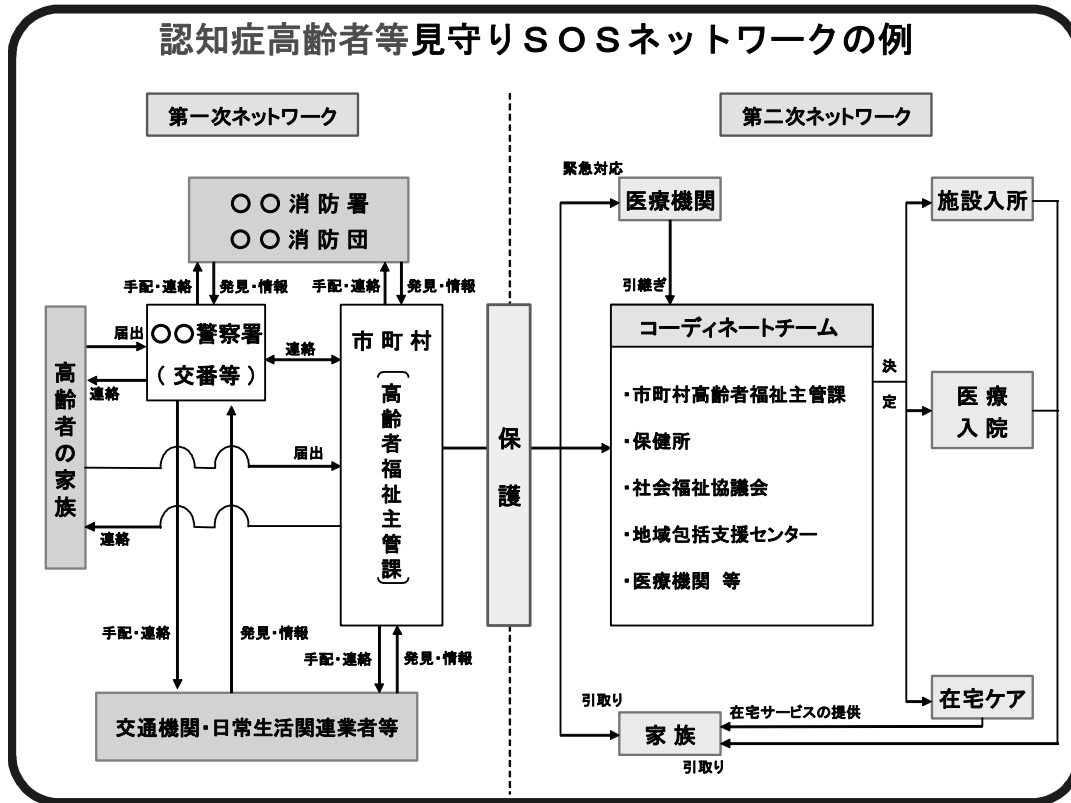 認知症高齢者等見守りＳＯＳネットワークの例
第一次ネットワーク
第二次ネットワーク
〇〇消防署
〇〇消防団
手配・連絡
発見・情報
手配・連絡
発見・情報
高齢者の家族
届出
連絡
〇〇警察署
（交番等）
連絡
市町村
（高齢者福祉主管課）
届出
連絡
手配・連絡
発見・情報
手配・連絡
発見・情報
交通機関・日常生活関連業者等
保護
緊急対応
医療機関
引継ぎ
コーディネートチーム
・市町村高齢者福祉主管課
・保健所
・社会福祉協議会
・地域包括支援センター
・医療機関 等
決定
施設入所
医療
入院
在宅ケア
在宅サービスの提供
引取り
家族
引取り